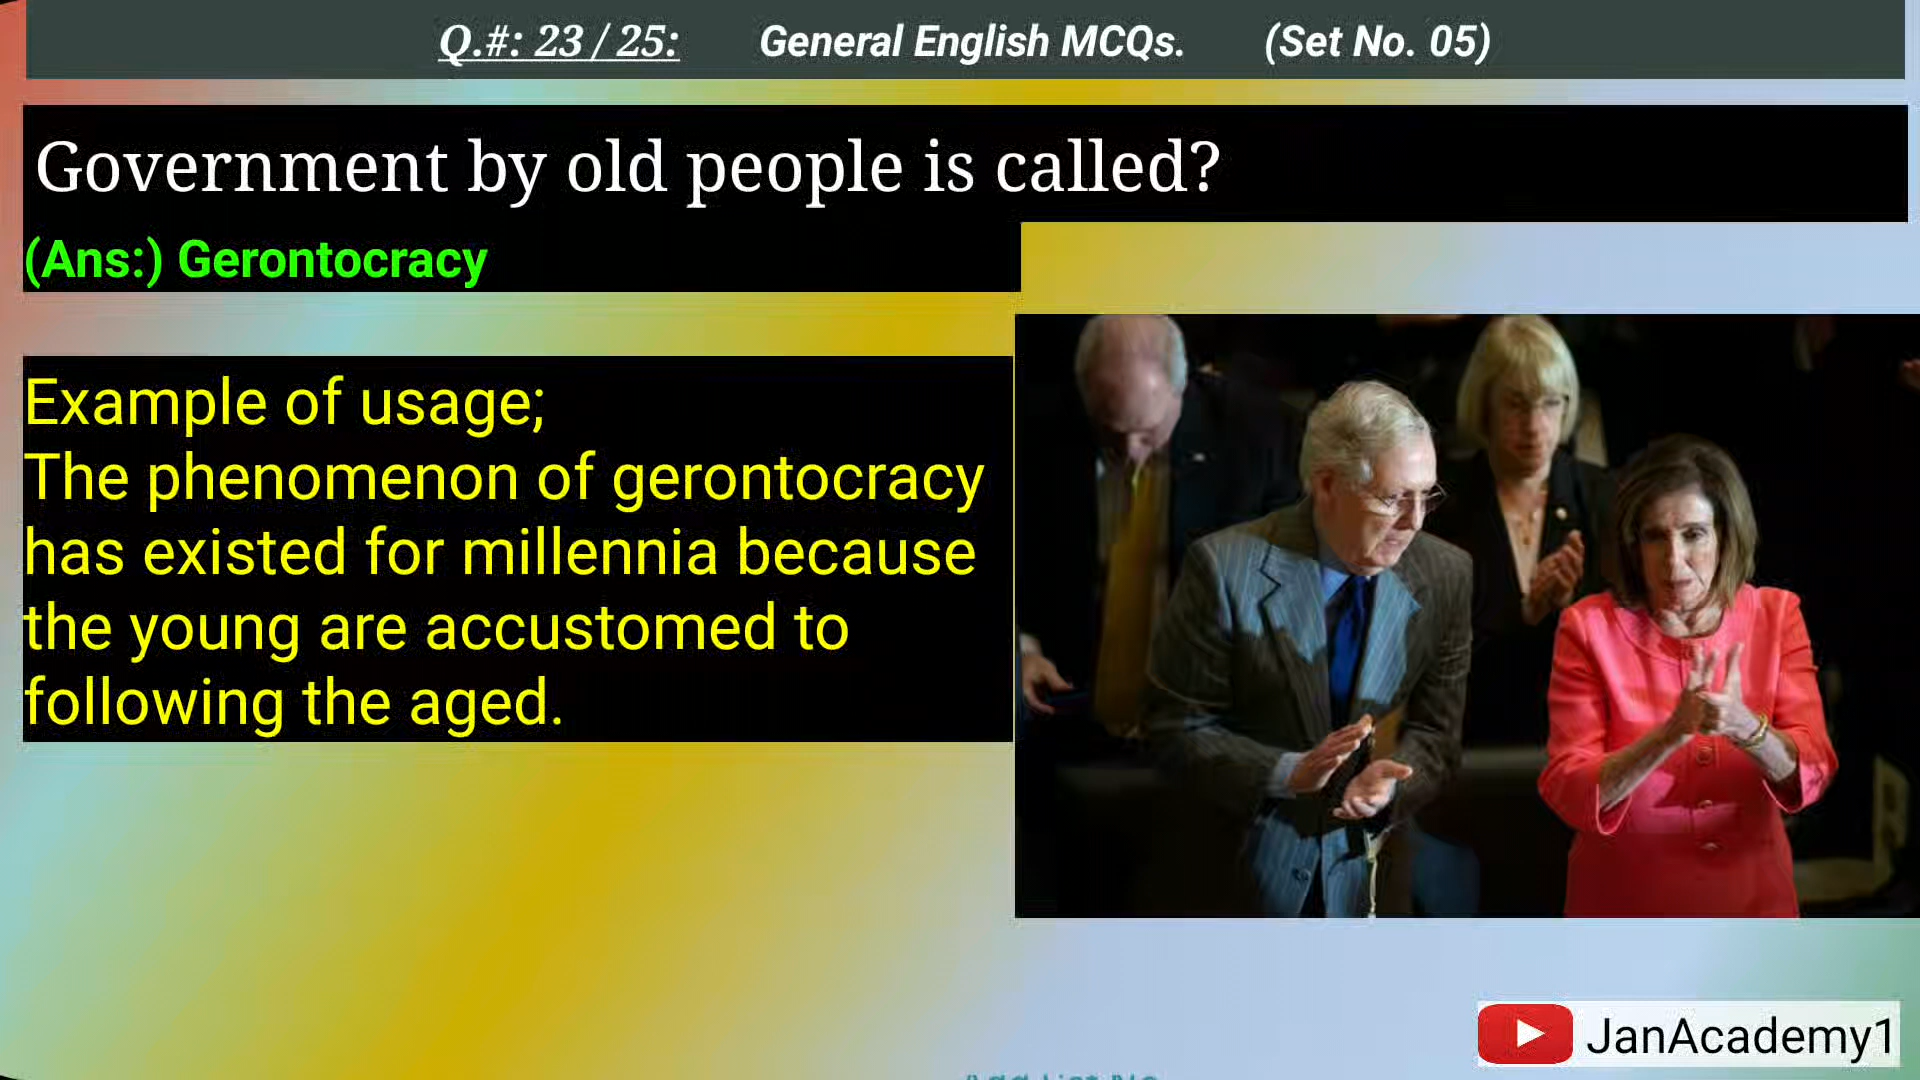 Q.#: 23 / 25: General English MCQs. (Set No. 05)
Government by old people is called?
(Ans:) Gerontocracy
Example of usage;
The phenomenon of gerontocracy
has existed for millennia because
the young are accustomed to
following the aged.
JanAcademy1